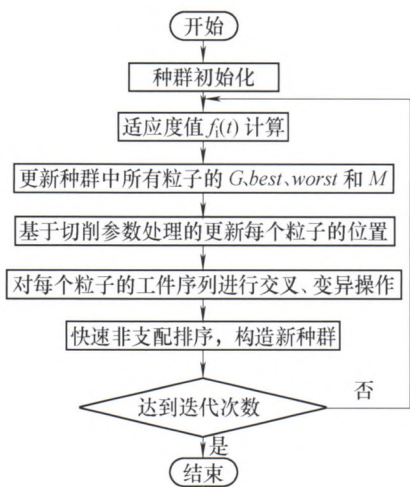 开始
种群初始化
适应度值 fi(t) 计算
更新种群中所有粒子的 G、best、worst 和 M
基于切削参数处理的更新每个粒子的位置
对每个粒子的工件序列进行交叉、变异操作
快速非支配排序，构造新种群
达到迭代次数
否
是
结束